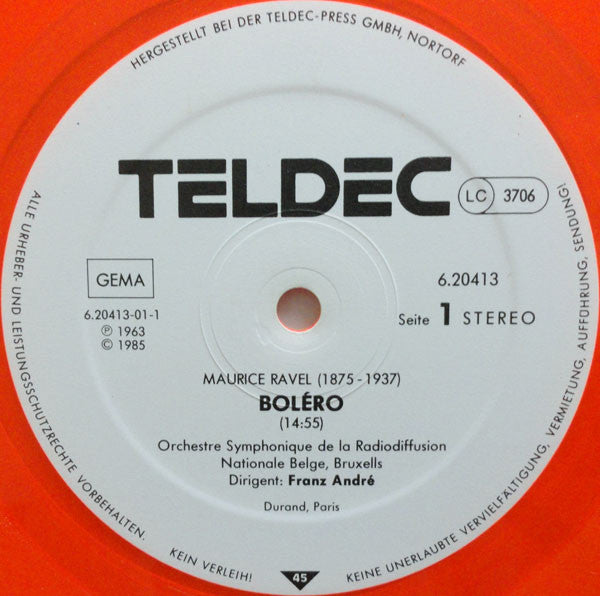 HERGESTELLT BEI DER TELDEC-PRESS GMBH, NORTORF
TELDEC
LC 3706
GEMA
6.20413
6.20413-01-1
Seite 1 STEREO
Ⓟ 1963
© 1985
MAURICE RAVEL (1875-1937)
BOLÉRO
(14:55)
Orchestre Symphonique de la Radiodiffusion
Nationale Belge, Bruxells
Dirigent: Franz André
Durand, Paris
ALLE URHEBER- UND LEISTUNGSSCHUTZRECHTE VORBEHALTEN.
KEIN VERLEIH!
45
KEINE UNERLAUBTE VERVIELFÄLTIGUNG, VERMIETUNG, AUFFÜHRUNG, SENDUNG!